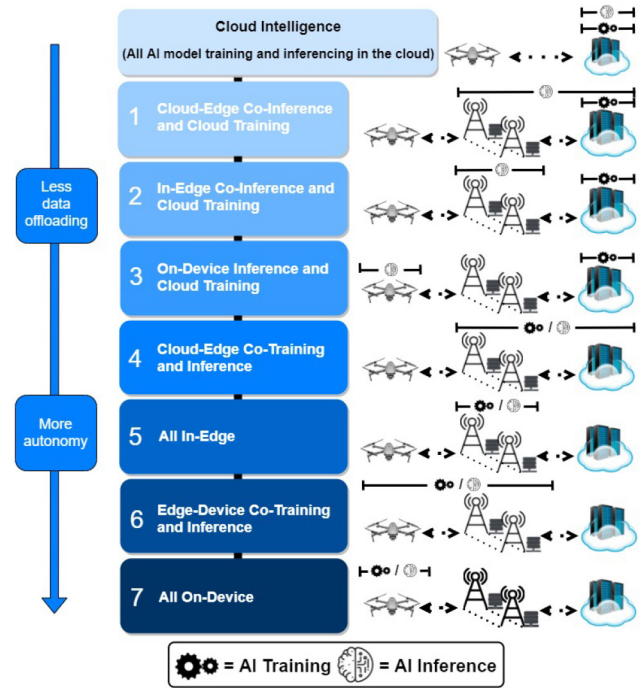 Cloud Intelligence
(All AI model training and inferencing in the cloud)
1 Cloud-Edge Co-Inference
and Cloud Training
Less
data
offloading
2 In-Edge Co-Inference and
Cloud Training
3 On-Device Inference and
Cloud Training
4 Cloud-Edge Co-Training
and Inference
/
More
autonomy
5 All In-Edge
/
6 Edge-Device Co-Training
and Inference
/
7 All On-Device
/
= AI Training = AI Inference